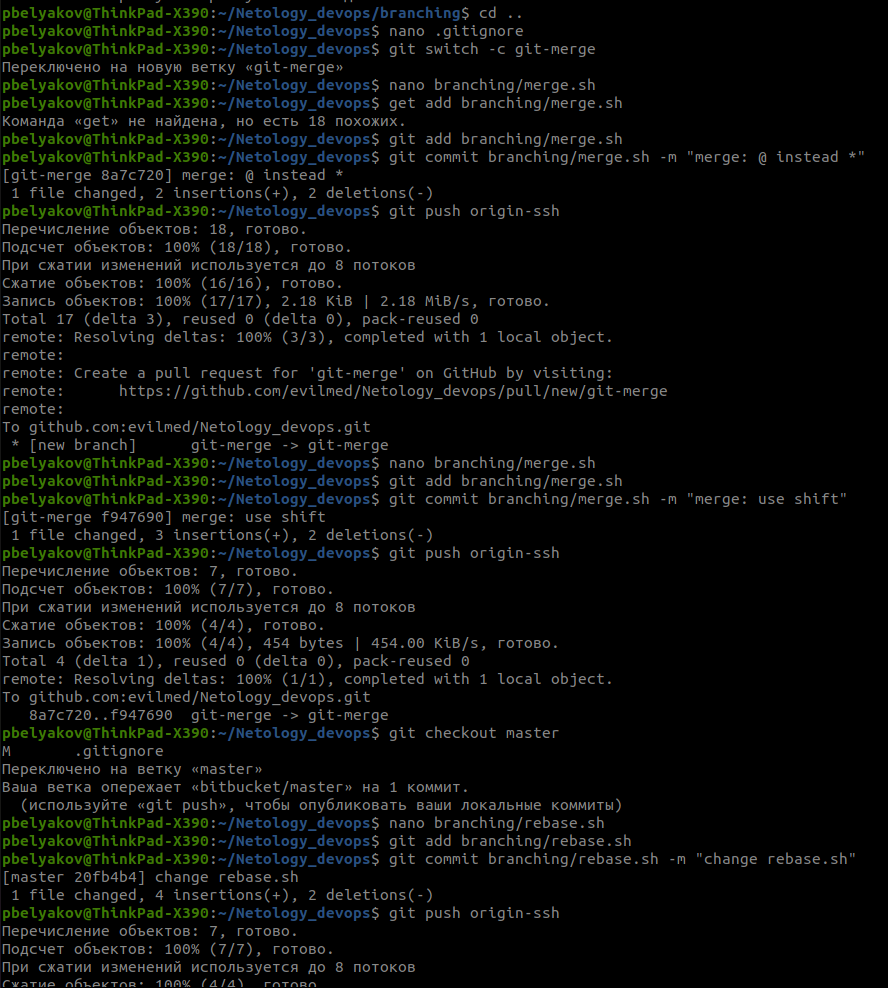 pbelyakov@ThinkPad-X390:~/Netology_devops/branching$ cd ..
pbelyakov@ThinkPad-X390:~/Netology_devops$ nano .gitignore
pbelyakov@ThinkPad-X390:~/Netology_devops$ git switch -c git-merge
Переключено на новую ветку «git-merge»
pbelyakov@ThinkPad-X390:~/Netology_devops$ nano branching/merge.sh
pbelyakov@ThinkPad-X390:~/Netology_devops$ get add branching/merge.sh
Команда «get» не найдена, но есть 18 похожих.
pbelyakov@ThinkPad-X390:~/Netology_devops$ git add branching/merge.sh
pbelyakov@ThinkPad-X390:~/Netology_devops$ git commit branching/merge.sh -m "merge: @ instead *"
[git-merge 8a7c720] merge: @ instead *
 1 file changed, 2 insertions(+), 2 deletions(-)
pbelyakov@ThinkPad-X390:~/Netology_devops$ git push origin-ssh
Перечисление объектов: 18, готово.
Подсчет объектов: 100% (18/18), готово.
При сжатии изменений используется до 8 потоков
Сжатие объектов: 100% (16/16), готово.
Запись объектов: 100% (17/17), 2.18 KiB | 2.18 MiB/s, готово.
Total 17 (delta 3), reused 0 (delta 0), pack-reused 0
remote: Resolving deltas: 100% (3/3), completed with 1 local object.
remote:
remote: Create a pull request for 'git-merge' on GitHub by visiting:
remote:      https://github.com/evilmed/Netology_devops/pull/new/git-merge
remote:
To github.com:evilmed/Netology_devops.git
 * [new branch]      git-merge -> git-merge
pbelyakov@ThinkPad-X390:~/Netology_devops$ nano branching/merge.sh
pbelyakov@ThinkPad-X390:~/Netology_devops$ git add branching/merge.sh
pbelyakov@ThinkPad-X390:~/Netology_devops$ git commit branching/merge.sh -m "merge: use shift"
[git-merge f947690] merge: use shift
 1 file changed, 3 insertions(+), 2 deletions(-)
pbelyakov@ThinkPad-X390:~/Netology_devops$ git push origin-ssh
Перечисление объектов: 7, готово.
Подсчет объектов: 100% (7/7), готово.
При сжатии изменений используется до 8 потоков
Сжатие объектов: 100% (4/4), готово.
Запись объектов: 100% (4/4), 454 bytes | 454.00 KiB/s, готово.
Total 4 (delta 1), reused 0 (delta 0), pack-reused 0
remote: Resolving deltas: 100% (1/1), completed with 1 local object.
To github.com:evilmed/Netology_devops.git
   8a7c720..f947690  git-merge -> git-merge
pbelyakov@ThinkPad-X390:~/Netology_devops$ git checkout master
M       .gitignore
Переключено на ветку «master»
Ваша ветка опережает «bitbucket/master» на 1 коммит.
  (используйте «git push», чтобы опубликовать ваши локальные коммиты)
pbelyakov@ThinkPad-X390:~/Netology_devops$ nano branching/rebase.sh
pbelyakov@ThinkPad-X390:~/Netology_devops$ git add branching/rebase.sh
pbelyakov@ThinkPad-X390:~/Netology_devops$ git commit branching/rebase.sh -m "change rebase.sh"
[master 20fb4b4] change rebase.sh
 1 file changed, 4 insertions(+), 2 deletions(-)
pbelyakov@ThinkPad-X390:~/Netology_devops$ git push origin-ssh
Перечисление объектов: 7, готово.
Подсчет объектов: 100% (7/7), готово.
При сжатии изменений используется до 8 потоков
Сжатие объектов: 100% (4/4), готово.